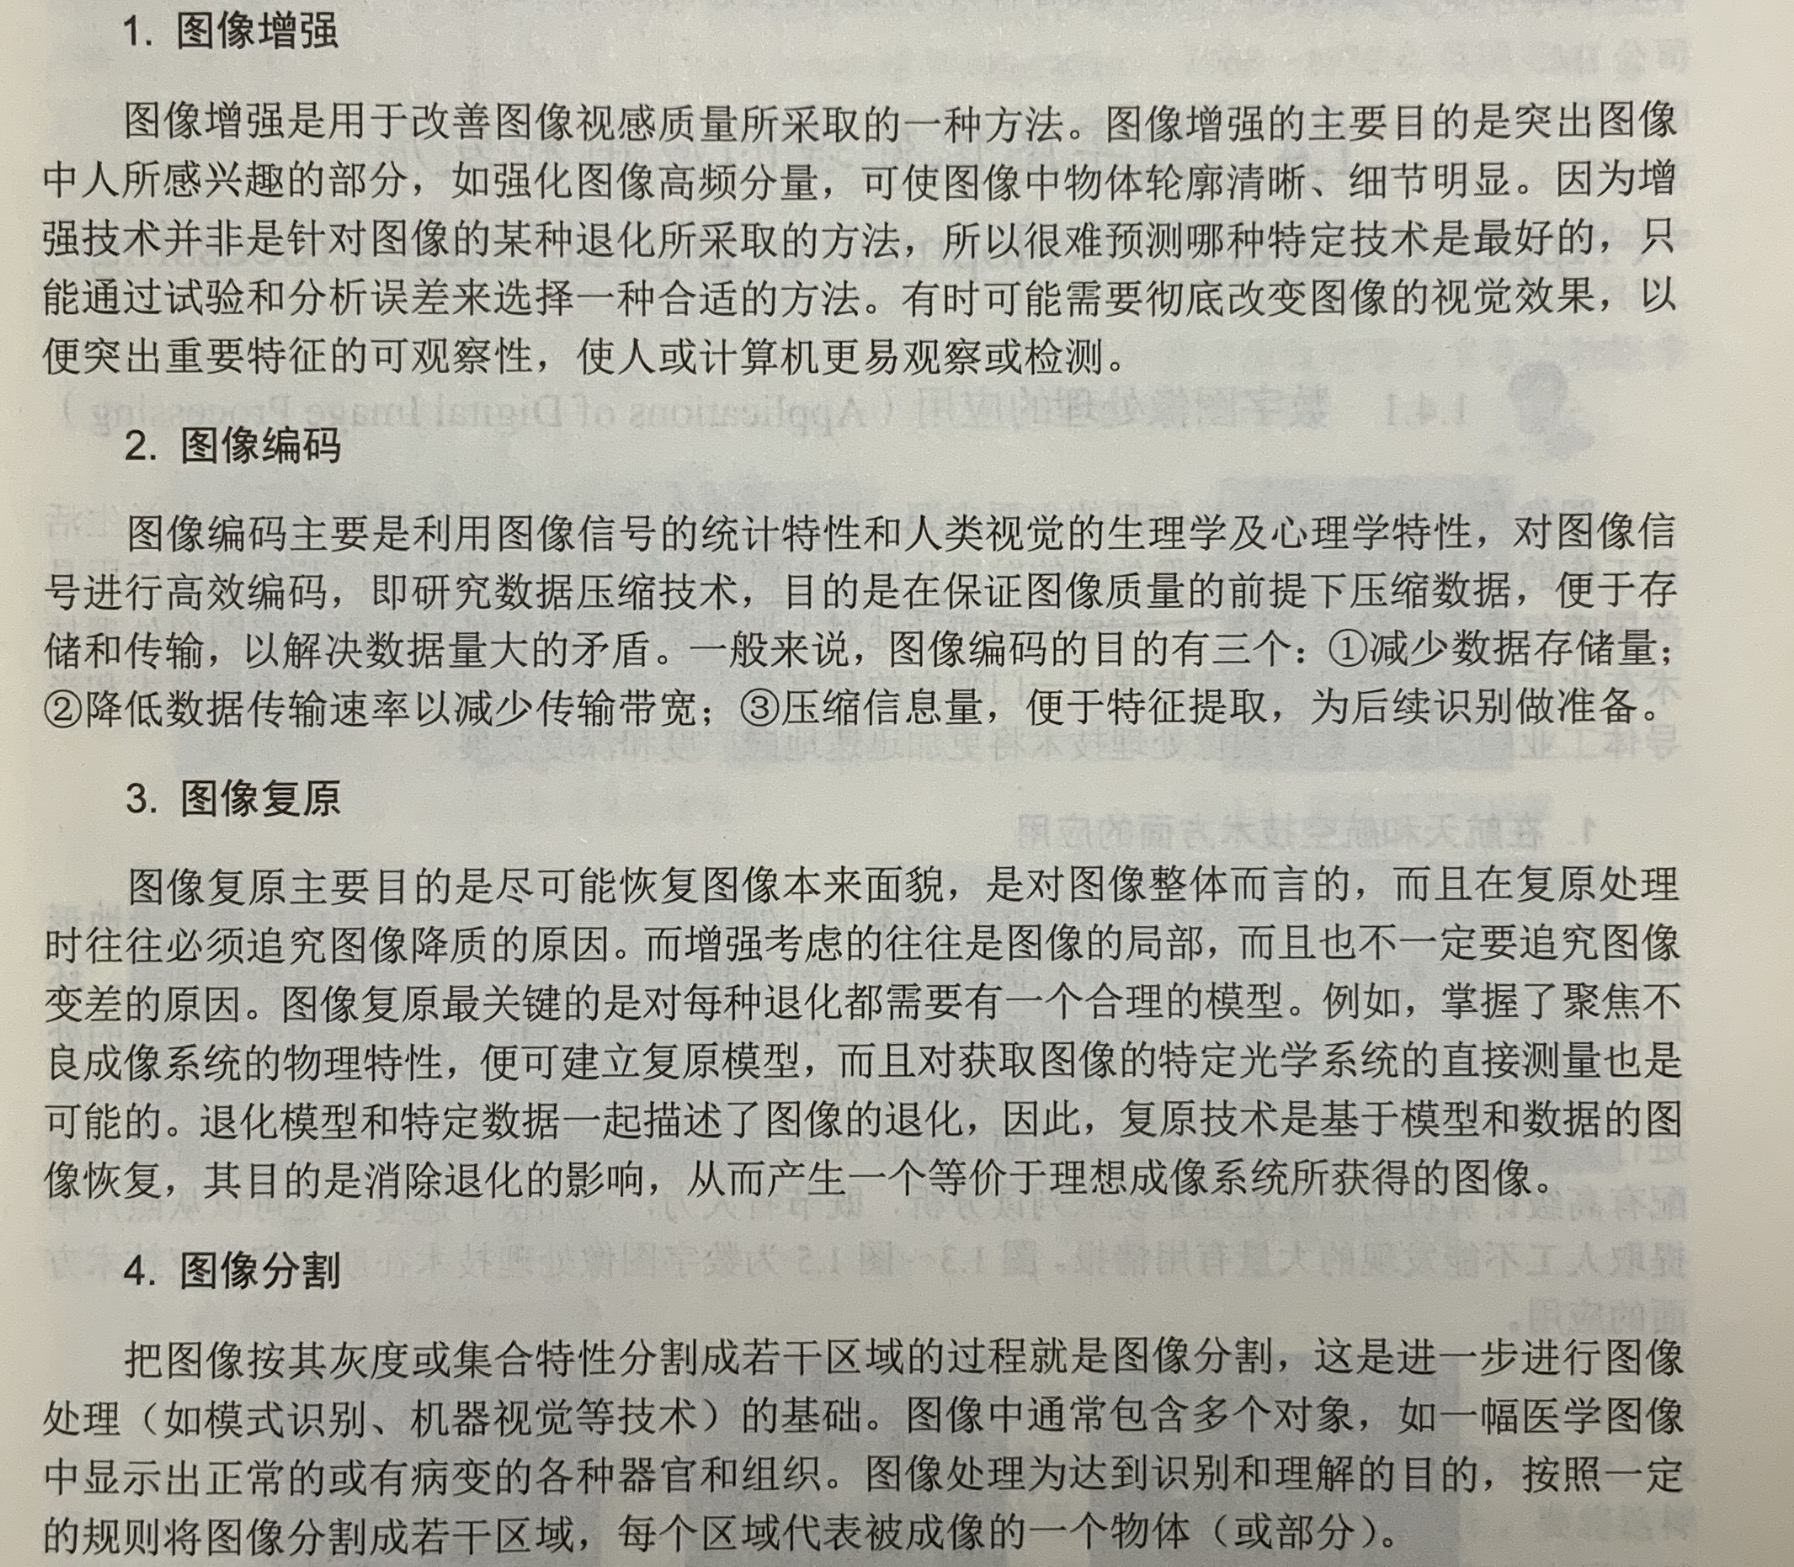 1. 图像增强
图像增强是用于改善图像视感质量所采取的一种方法。图像增强的主要目的是突出图像
中人所感兴趣的部分，如强化图像高频分量，可使图像中物体轮廓清晰、细节明显。因为增
强技术并非是针对图像的某种退化所采取的方法，所以很难预测哪种特定技术是最好的，只
能通过试验和分析误差来选择一种合适的方法。有时可能需要彻底改变图像的视觉效果，以
便突出重要特征的可观察性，使人或计算机更易观察或检测。
2. 图像编码
图像编码主要是利用图像信号的统计特性和人类视觉的生理学及心理学特性，对图像信
号进行高效编码，即研究数据压缩技术，目的是在保证图像质量的前提下压缩数据，便于存
储和传输，以解决数据量大的矛盾。一般来说，图像编码的目的有三个：①减少数据存储量；
②降低数据传输速率以减少传输带宽；③压缩信息量，便于特征提取，为后续识别做准备。
3. 图像复原
图像复原主要目的是尽可能恢复图像本来面貌，是对图像整体而言的，而且在复原处理
时往往必须追究图像降质的原因。而增强考虑的往往是图像的局部，而且也不一定要追究图像
变差的原因。图像复原最关键的是对每种退化都需要有一个合理的模型。例如，掌握了聚焦不
良成像系统的物理特性，便可建立复原模型，而且对获取图像的特定光学系统的直接测量也是
可能的。退化模型和特定数据一起描述了图像的退化，因此，复原技术是基于模型和数据的图
像恢复，其目的是消除退化的影响，从而产生一个等价于理想成像系统所获得的图像。
4. 图像分割
把图像按其灰度或集合特性分割成若干区域的过程就是图像分割，这是进一步进行图像
处理（如模式识别、机器视觉等技术）的基础。图像中通常包含多个对象，如一幅医学图像
中显示出正常的或有病变的各种器官和组织。图像处理为达到识别和理解的目的，按照一定
的规则将图像分割成若干区域，每个区域代表被成像的一个物体（或部分）。